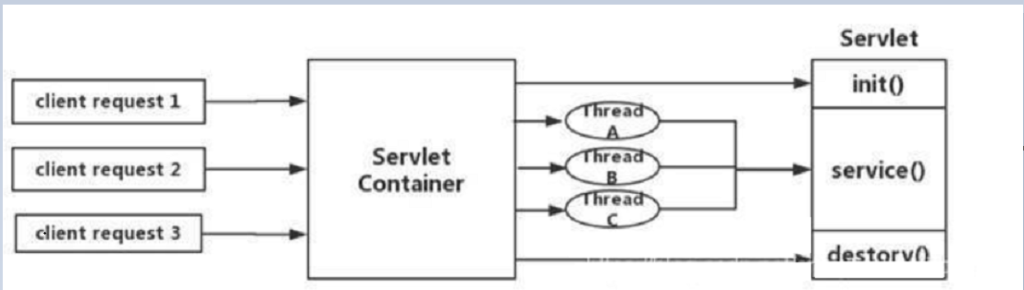 Servlet
client request 1
client request 2
client request 3
Servlet
Container
Thread
A
Thread
B
Thread
C
init()
service()
destory()